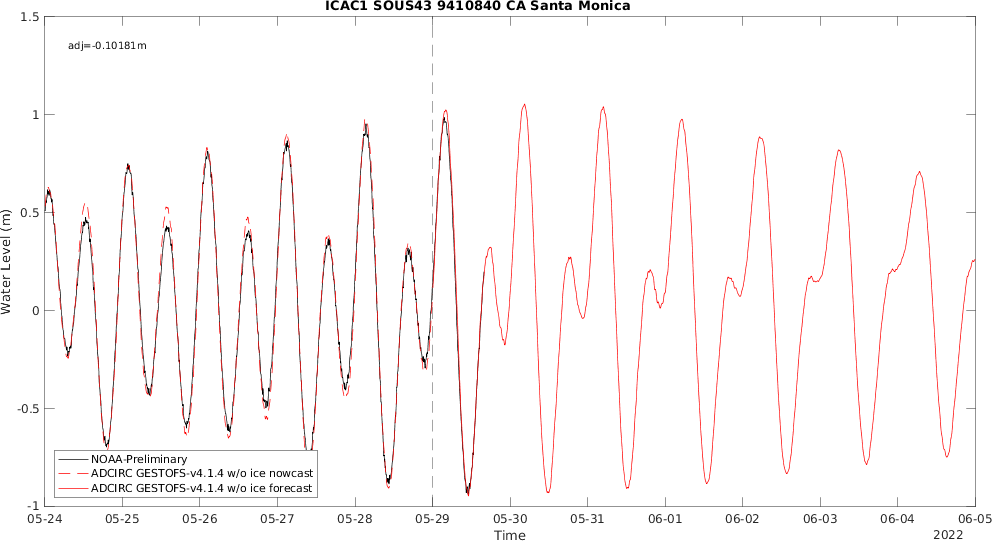 ICAC1 SOUS43 9410840 CA Santa Monica
adj=-0.10181m
Water Level (m)
1.5
1
0.5
0
-0.5
-1
NOAA-Preliminary
ADCIRC GESTOFS-v4.1.4 w/o ice nowcast
ADCIRC GESTOFS-v4.1.4 w/o ice forecast
05-24 05-25 05-26 05-27 05-28 05-29 05-30 05-31 06-01 06-02 06-03 06-04 06-05
Time
2022